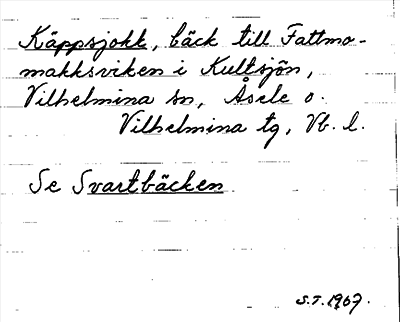 Käppsjokk, bäck till Fattmo-
makksviken i Kultsjön,
Vilhelmina sn, Åsele o.
Vilhelmina tg, Vb. l.
Se Svartbäcken
S.T. 1967.